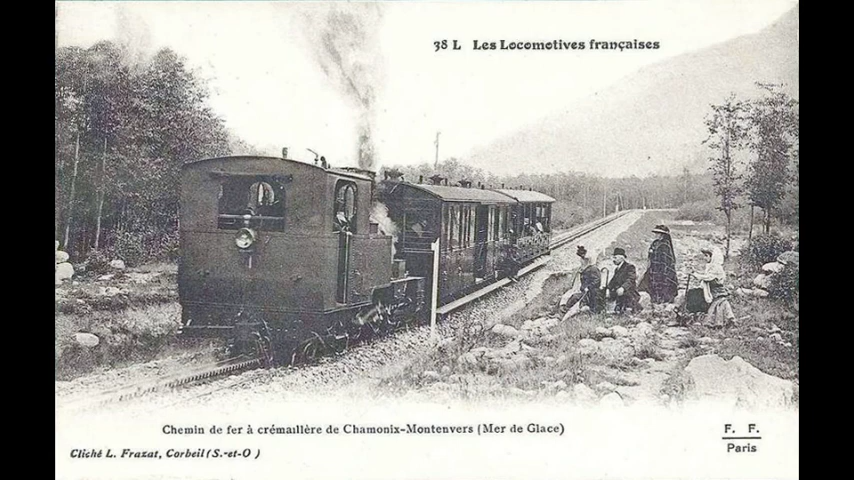 38 L Les Locomotives françaises
Chemin de fer à crémaillère de Chamonix-Montenvers (Mer de Glace)
F. F.
Paris
Cliché L. Frazat, Corbeil (S.-et-O )